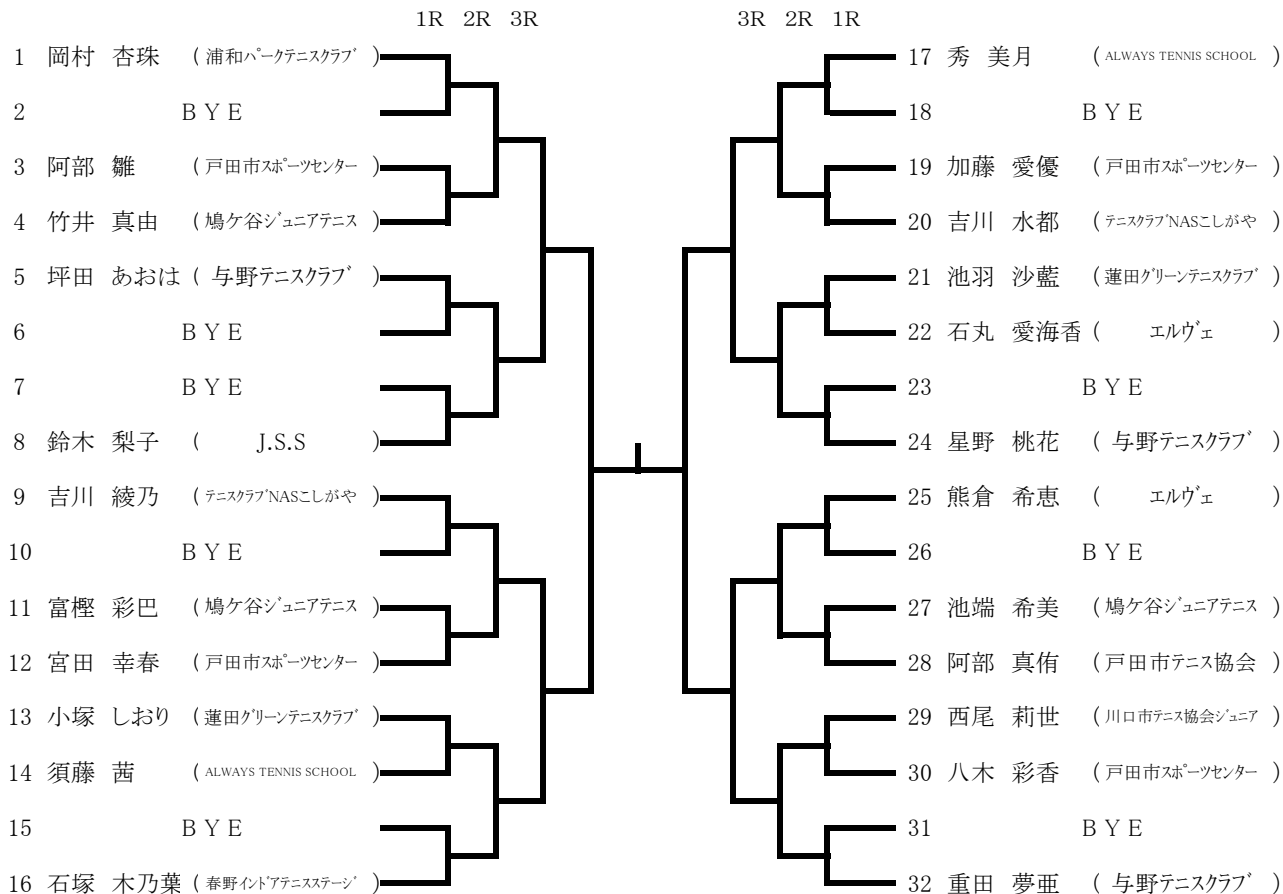 1R 2R 3R
1 岡村 杏珠 ( 浦和パークテニスクラブ )
2 BYE
3 阿部 雛 ( 戸田市スポーツセンター )
4 竹井 真由 ( 鳩ケ谷ジュニアテニス )
5 坪田 あおは ( 与野テニスクラブ )
6 BYE
7 BYE
8 鈴木 梨子 ( J.S.S )
9 吉川 綾乃 ( テニスクラブNASこしがや )
10 BYE
11 富樫 彩巴 ( 鳩ケ谷ジュニアテニス )
12 宮田 幸春 ( 戸田市スポーツセンター )
13 小塚 しおり ( 蓮田グリーンテニスクラブ )
14 須藤 茜 ( ALWAYS TENNIS SCHOOL )
15 BYE
16 石塚 木乃葉 ( 春野インドアテニスステージ )
3R 2R 1R
17 秀 美月 ( ALWAYS TENNIS SCHOOL )
18 BYE
19 加藤 愛優 ( 戸田市スポーツセンター )
20 吉川 水都 ( テニスクラブNASこしがや )
21 池羽 沙藍 ( 蓮田グリーンテニスクラブ )
22 石丸 愛海香 ( エルヴェ )
23 BYE
24 星野 桃花 ( 与野テニスクラブ )
25 熊倉 希恵 ( エルヴェ )
26 BYE
27 池端 希美 ( 鳩ケ谷ジュニアテニス )
28 阿部 真侑 ( 戸田市テニス協会 )
29 西尾 莉世 ( 川口市テニス協会ジュニア )
30 八木 彩香 ( 戸田市スポーツセンター )
31 BYE
32 重田 夢亜 ( 与野テニスクラブ )